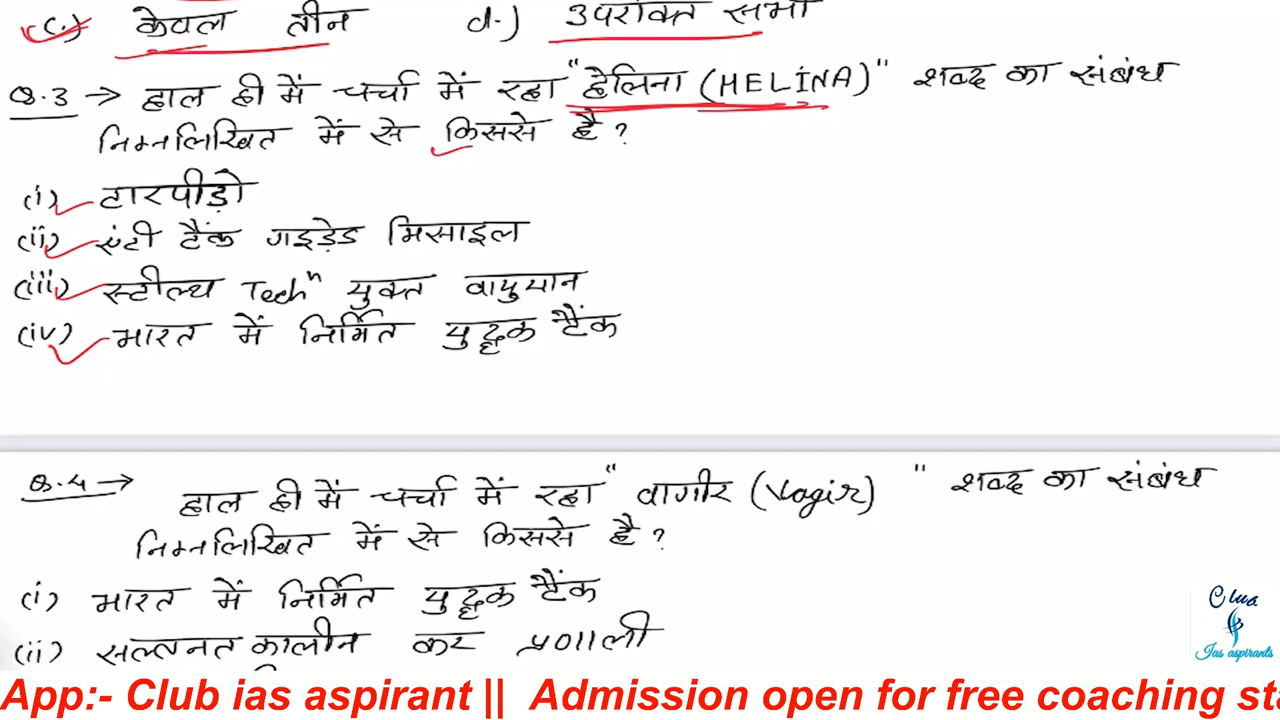 (c.) केवल तीन d.) उपरोक्त सभी
Q.3 → हाल ही में चर्चा में रहा "हेलिना (HELINA)" शब्द का संबंध
निम्नलिखित में से किससे है ?
(i) टारपीड़ो
(ii) एंटी टैंक गाइड़ेड मिसाइल
(iii) स्टील्थ Techⁿ युक्त वायुयान
(iv) भारत में निर्मित युद्धक टैंक
Q.4 → हाल ही में चर्चा में रहा "वागीर (Vagir) " शब्द का संबंध
निम्नलिखित में से किससे है ?
(i) भारत में निर्मित युद्धक टैंक
(ii) सल्तनत कालीन कर प्रणाली
Club
Ias aspirants
App:- Club ias aspirant || Admission open for free coaching sta